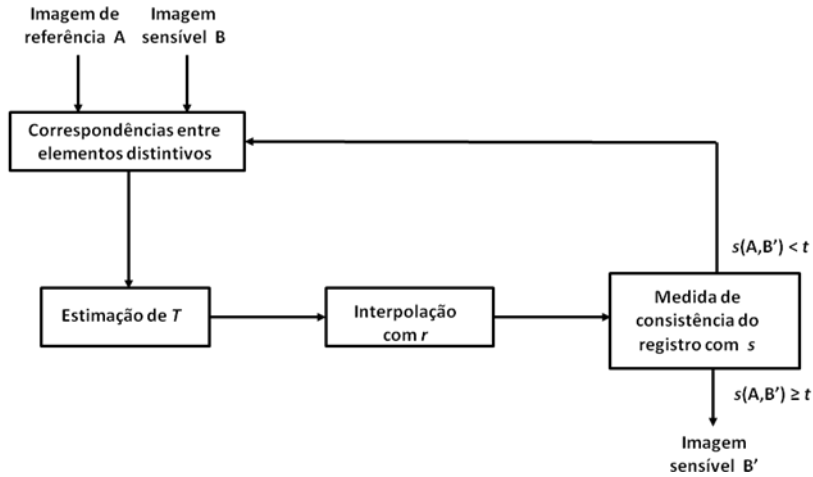 Imagem de
referência A
Imagem
sensível B
Correspondências entre
elementos distintivos
Estimação de T
Interpolação
com r
Medida de
consistência do
registro com s
s(A,B’) < t
s(A,B’) ≥ t
Imagem
sensível B’